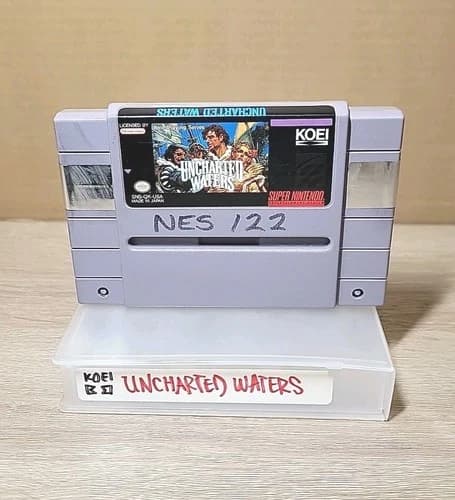 UNCHARTED WATERS
LICENSED BY
Nintendo
KOEI
UNCHARTED
WATERS
SNS-QK-USA
MADE IN JAPAN
SUPER NINTENDO
NES 122
KOEI
UNCHARTED WATERS